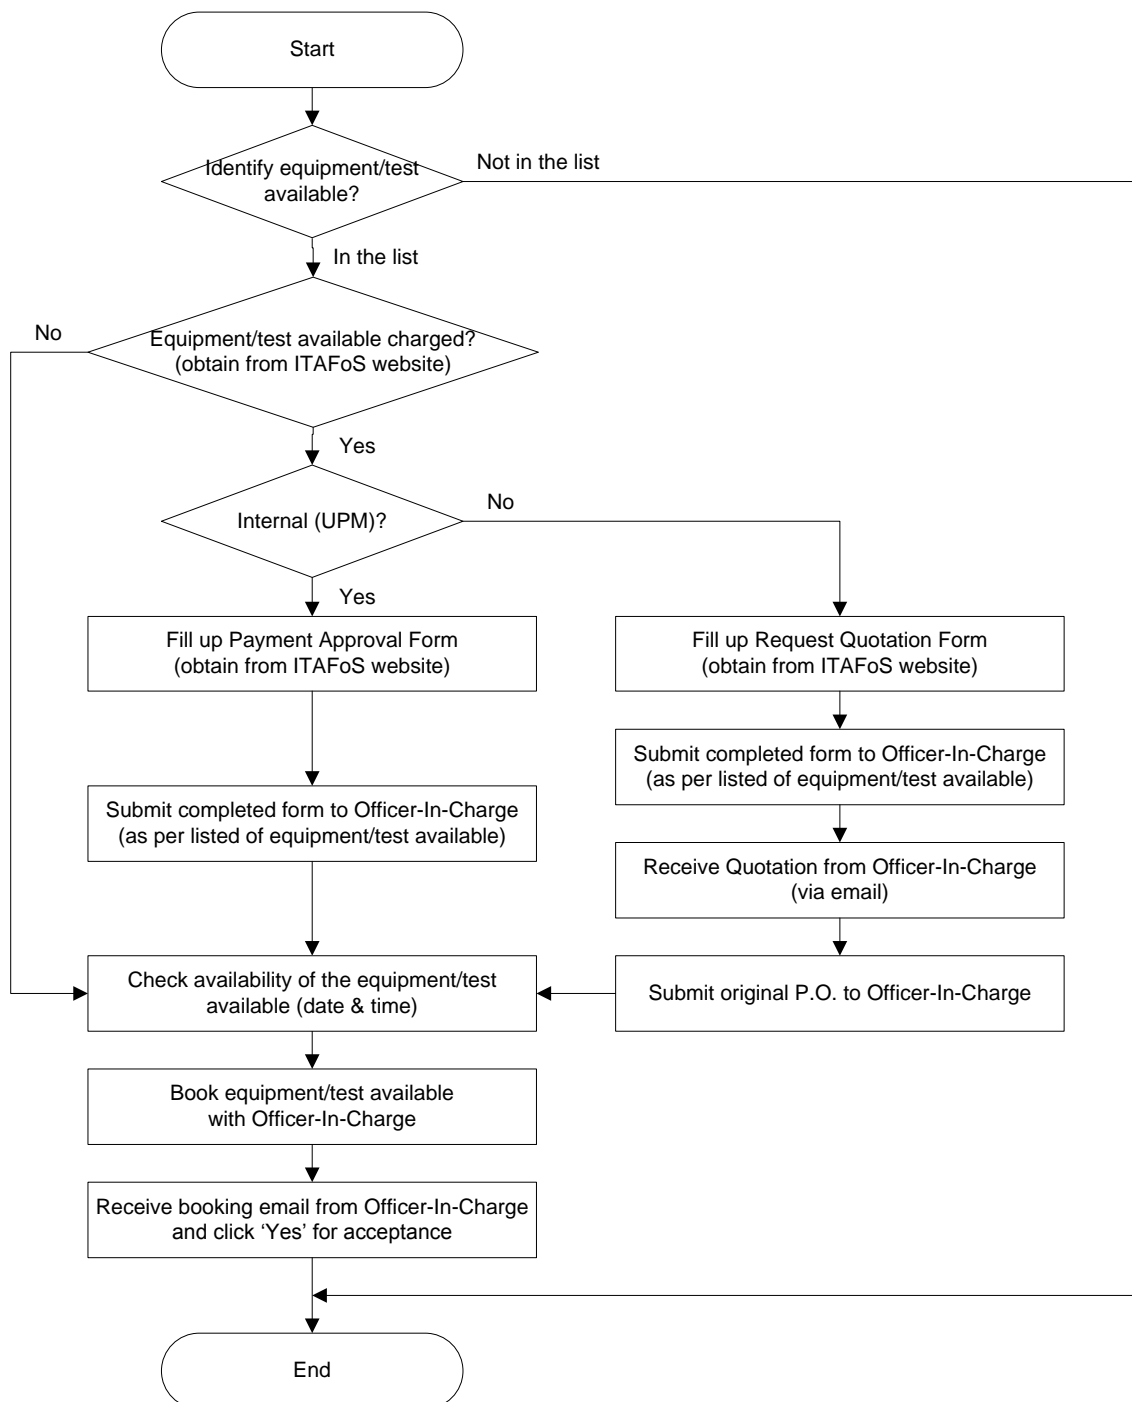 Start
Identify equipment/test
available?
Not in the list
In the list
No
Equipment/test available charged?
(obtain from ITAFoS website)
Yes
Internal (UPM)?
No
Yes
Fill up Payment Approval Form
(obtain from ITAFoS website)
Fill up Request Quotation Form
(obtain from ITAFoS website)
Submit completed form to Officer-In-Charge
(as per listed of equipment/test available)
Submit completed form to Officer-In-Charge
(as per listed of equipment/test available)
Receive Quotation from Officer-In-Charge
(via email)
Check availability of the equipment/test
available (date & time)
Submit original P.O. to Officer-In-Charge
Book equipment/test available
with Officer-In-Charge
Receive booking email from Officer-In-Charge
and click ‘Yes’ for acceptance
End